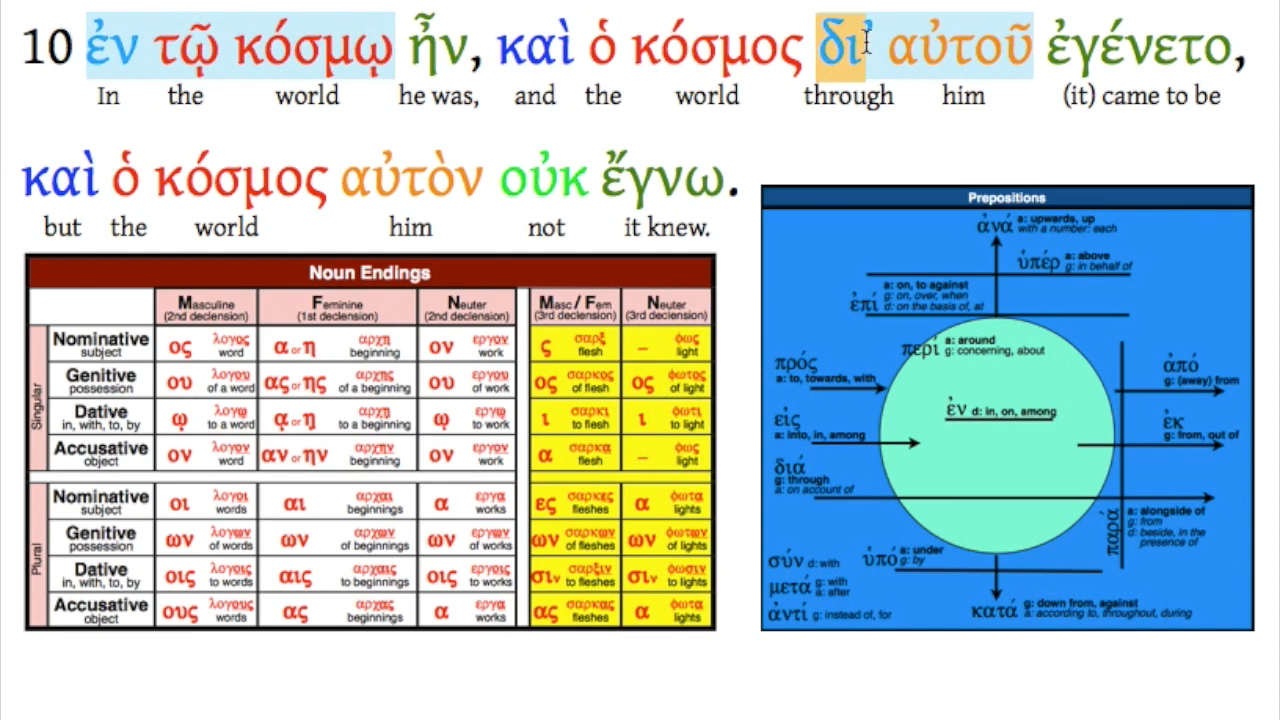 10 ἐν τῷ κόσμῳ ἦν, καὶ ὁ κόσμος δι’ αὐτοῦ ἐγένετο,
In the world he was, and the world through him (it) came to be
καὶ ὁ κόσμος αὐτὸν οὐκ ἔγνω.
but the world him not it knew.
Noun Endings
Masculine Feminine Neuter Masc / Fem Neuter
(2nd declension) (1st declension) (2nd declension) (3rd declension) (3rd declension)
Singular
Nominative ος λογος α or η αρχη ον εργον ς σαρξ – φως
subject word beginning work flesh light
Genitive ου λογου ας or ης αρχης ου εργου ος σαρκος ος φωτος
possession of a word of a beginning of work of flesh of light
Dative ῳ λογῳ ᾳ or ῃ αρχῃ ῳ εργῳ ι σαρκι ι φωτι
in, with, to, by to a word to a beginning to work to flesh to light
Accusative ον λογον αν or ην αρχην ον εργον α σαρκα – φως
object word beginning work flesh light
Plural
Nominative οι λογοι αι αρχαι α εργα ες σαρκες α φωτα
subject words beginnings works fleshes lights
Genitive ων λογων ων αρχων ων εργων ων σαρκων ων φωτων
possession of words of beginnings of works of fleshes of lights
Dative οις λογοις αις αρχαις οις εργοις σιν σαρξιν σιν φωσιν
in, with, to, by to words to beginnings to works to fleshes to lights
Accusative ους λογους ας αρχας α εργα ας σαρκας α φωτα
object words beginnings works fleshes lights
Prepositions
ἀνά a: upwards, up
with a number: each
ὑπέρ a: above
g: in behalf of
ἐπί a: on, to against
g: on, over, when
d: on the basis of, at
περί a: around
g: concerning, about
πρός
a: to, towards, with
ἀπό
g: (away) from
ἐν d: in, on, among
εἰς
a: into, in, among
ἐκ
g: from, out of
διά
g: through
a: on account of
παρά a: alongside of
g: from
d: beside, in the
presence of
σύν d: with
ὑπό a: under
g: by
μετά g: with
a: after
ἀντί g: instead of, for
κατά g: down from, against
a: according to, throughout, during